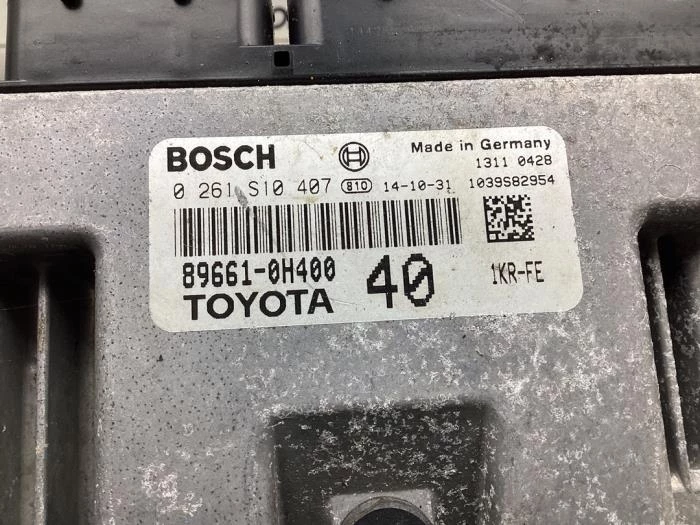 BOSCH Made in Germany
1311 0428
0 261 S10 407 810 14-10-31 1039S82954
89661-0H400 40 1KR-FE
TOYOTA